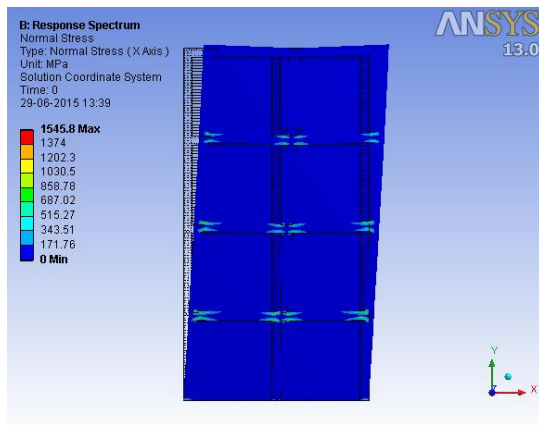 B: Response Spectrum
Normal Stress
Type: Normal Stress ( X Axis )
Unit: MPa
Solution Coordinate System
Time: 0
29-06-2015 13:39
1545.8 Max
1374
1202.3
1030.5
858.78
687.02
515.27
343.51
171.76
0 Min
ANSYS
13.0
Y
Z
X